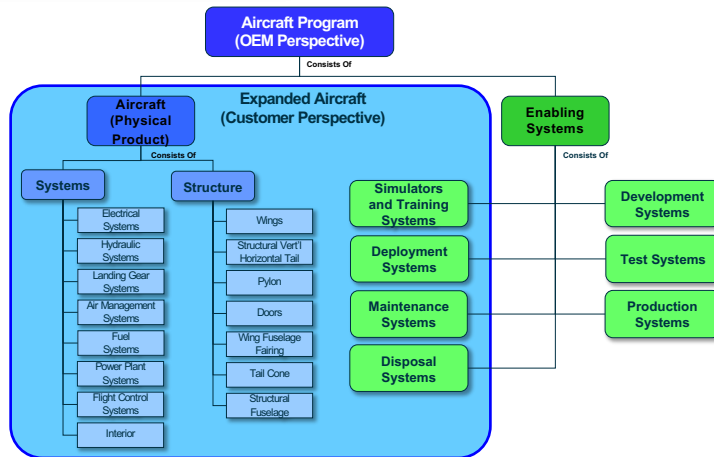 Aircraft Program
(OEM Perspective)
Consists Of
Expanded Aircraft
(Customer Perspective)
Aircraft
(Physical
Product)
Consists Of
Enabling
Systems
Consists Of
Systems
Electrical
Systems
Hydraulic
Systems
Landing Gear
Systems
Air Management
Systems
Fuel
Systems
Power Plant
Systems
Flight Control
Systems
Interior
Structure
Wings
Structural Vert'l
Horizontal Tail
Pylon
Doors
Wing Fuselage
Fairing
Tail Cone
Structural
Fuselage
Simulators
and Training
Systems
Deployment
Systems
Maintenance
Systems
Disposal
Systems
Development
Systems
Test Systems
Production
Systems